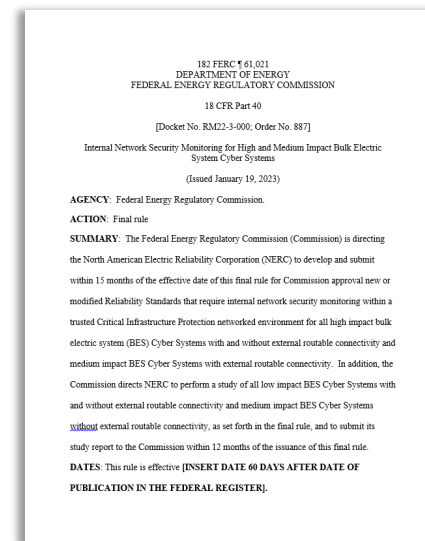 182 FERC ¶ 61,021
DEPARTMENT OF ENERGY
FEDERAL ENERGY REGULATORY COMMISSION
18 CFR Part 40
[Docket No. RM22-3-000; Order No. 887]
Internal Network Security Monitoring for High and Medium Impact Bulk Electric
System Cyber Systems
(Issued January 19, 2023)
AGENCY: Federal Energy Regulatory Commission.
ACTION: Final rule
SUMMARY: The Federal Energy Regulatory Commission (Commission) is directing
the North American Electric Reliability Corporation (NERC) to develop and submit
within 15 months of the effective date of this final rule for Commission approval new or
modified Reliability Standards that require internal network security monitoring within a
trusted Critical Infrastructure Protection networked environment for all high impact bulk
electric system (BES) Cyber Systems with and without external routable connectivity and
medium impact BES Cyber Systems with external routable connectivity. In addition, the
Commission directs NERC to perform a study of all low impact BES Cyber Systems with
and without external routable connectivity and medium impact BES Cyber Systems
without external routable connectivity, as set forth in the final rule, and to submit its
study report to the Commission within 12 months of the issuance of this final rule.
DATES: This rule is effective [INSERT DATE 60 DAYS AFTER DATE OF
PUBLICATION IN THE FEDERAL REGISTER].